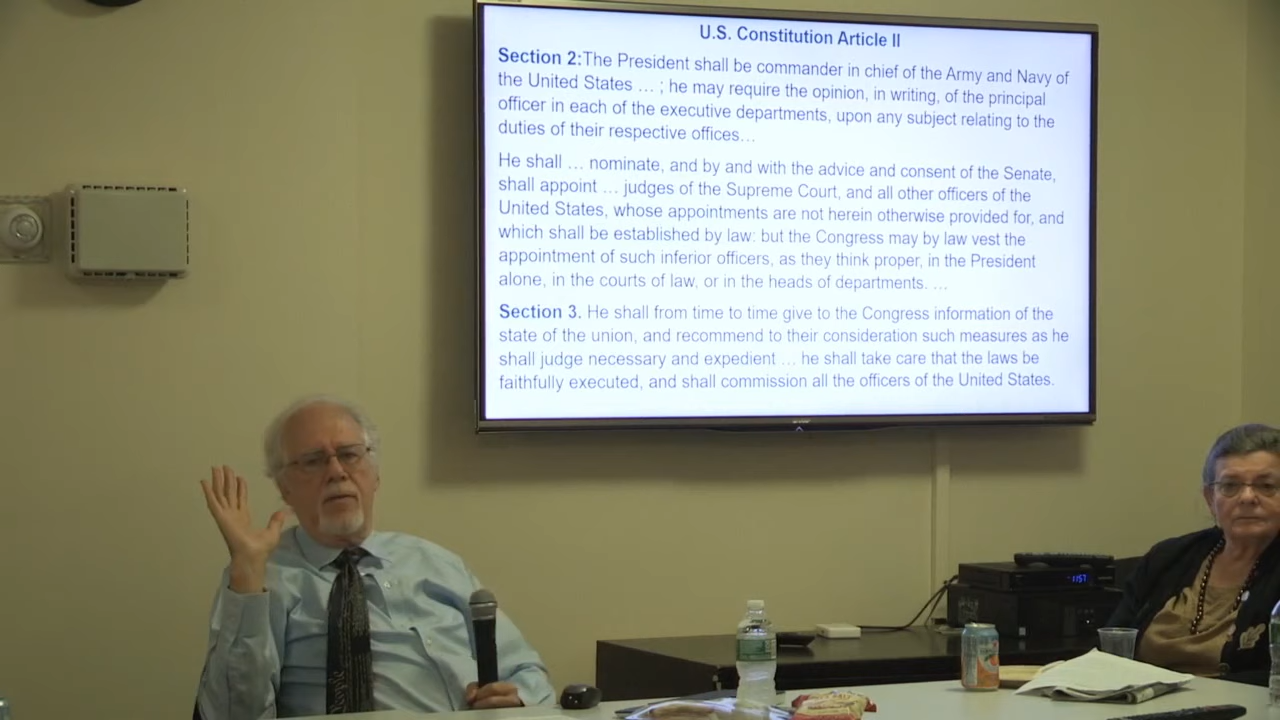 U.S. Constitution Article II
Section 2:The President shall be commander in chief of the Army and Navy of
the United States ... ; he may require the opinion, in writing, of the principal
officer in each of the executive departments, upon any subject relating to the
duties of their respective offices...
He shall ... nominate, and by and with the advice and consent of the Senate,
shall appoint ... judges of the Supreme Court, and all other officers of the
United States, whose appointments are not herein otherwise provided for, and
which shall be established by law: but the Congress may by law vest the
appointment of such inferior officers, as they think proper, in the President
alone, in the courts of law, or in the heads of departments. ...
Section 3. He shall from time to time give to the Congress information of the
state of the union, and recommend to their consideration such measures as he
shall judge necessary and expedient ... he shall take care that the laws be
faithfully executed, and shall commission all the officers of the United States.
1157